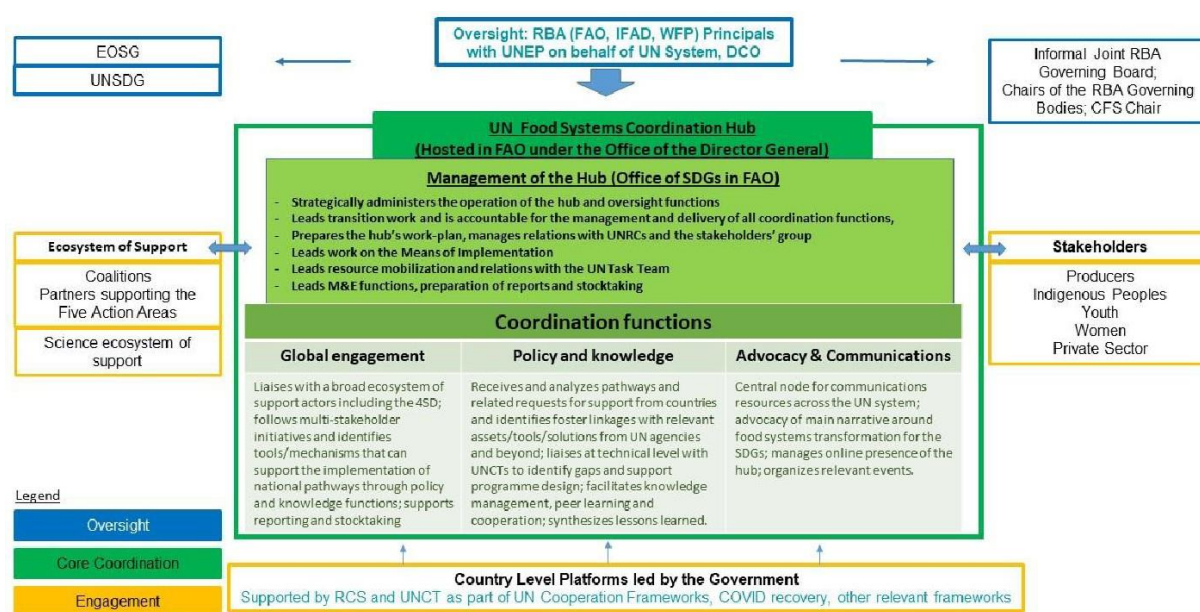 Oversight: RBA (FAO, IFAD, WFP) Principals
with UNEP on behalf of UN System, DCO
EOSG
UNSDG
Informal Joint RBA
Governing Board;
Chairs of the RBA Governing
Bodies; CFS Chair
UN Food Systems Coordination Hub
(Hosted in FAO under the Office of the Director General)
Management of the Hub (Office of SDGs in FAO)
- Strategically administers the operation of the hub and oversight functions
- Leads transition work and is accountable for the management and delivery of all coordination functions,
- Prepares the hub's work-plan, manages relations with UNRCs and the stakeholders' group
- Leads work on the Means of Implementation
- Leads resource mobilization and relations with the UN Task Team
- Leads M&E functions, preparation of reports and stocktaking
Ecosystem of Support
Coalitions
Partners supporting the
Five Action Areas
Science ecosystem of
support
Stakeholders
Producers
Indigenous Peoples
Youth
Women
Private Sector
Coordination functions
Global engagement
Liaises with a broad ecosystem of
support actors including the 4SD;
follows multi-stakeholder
initiatives and identifies
tools/mechanisms that can
support the implementation of
national pathways through policy
and knowledge functions; supports
reporting and stocktaking
Policy and knowledge
Receives and analyzes pathways and
related requests for support from countries
and identifies foster linkages with relevant
assets/tools/solutions from UN agencies
and beyond; liaises at technical level with
UNCTs to identify gaps and support
programme design; facilitates knowledge
management, peer learning and
cooperation; synthesizes lessons learned.
Advocacy & Communications
Central node for communications
resources across the UN system;
advocacy of main narrative around
food systems transformation for the
SDGs; manages online presence of the
hub; organizes relevant events.
Legend
Oversight
Core Coordination
Engagement
Country Level Platforms led by the Government
Supported by RCS and UNCT as part of UN Cooperation Frameworks, COVID recovery, other relevant frameworks